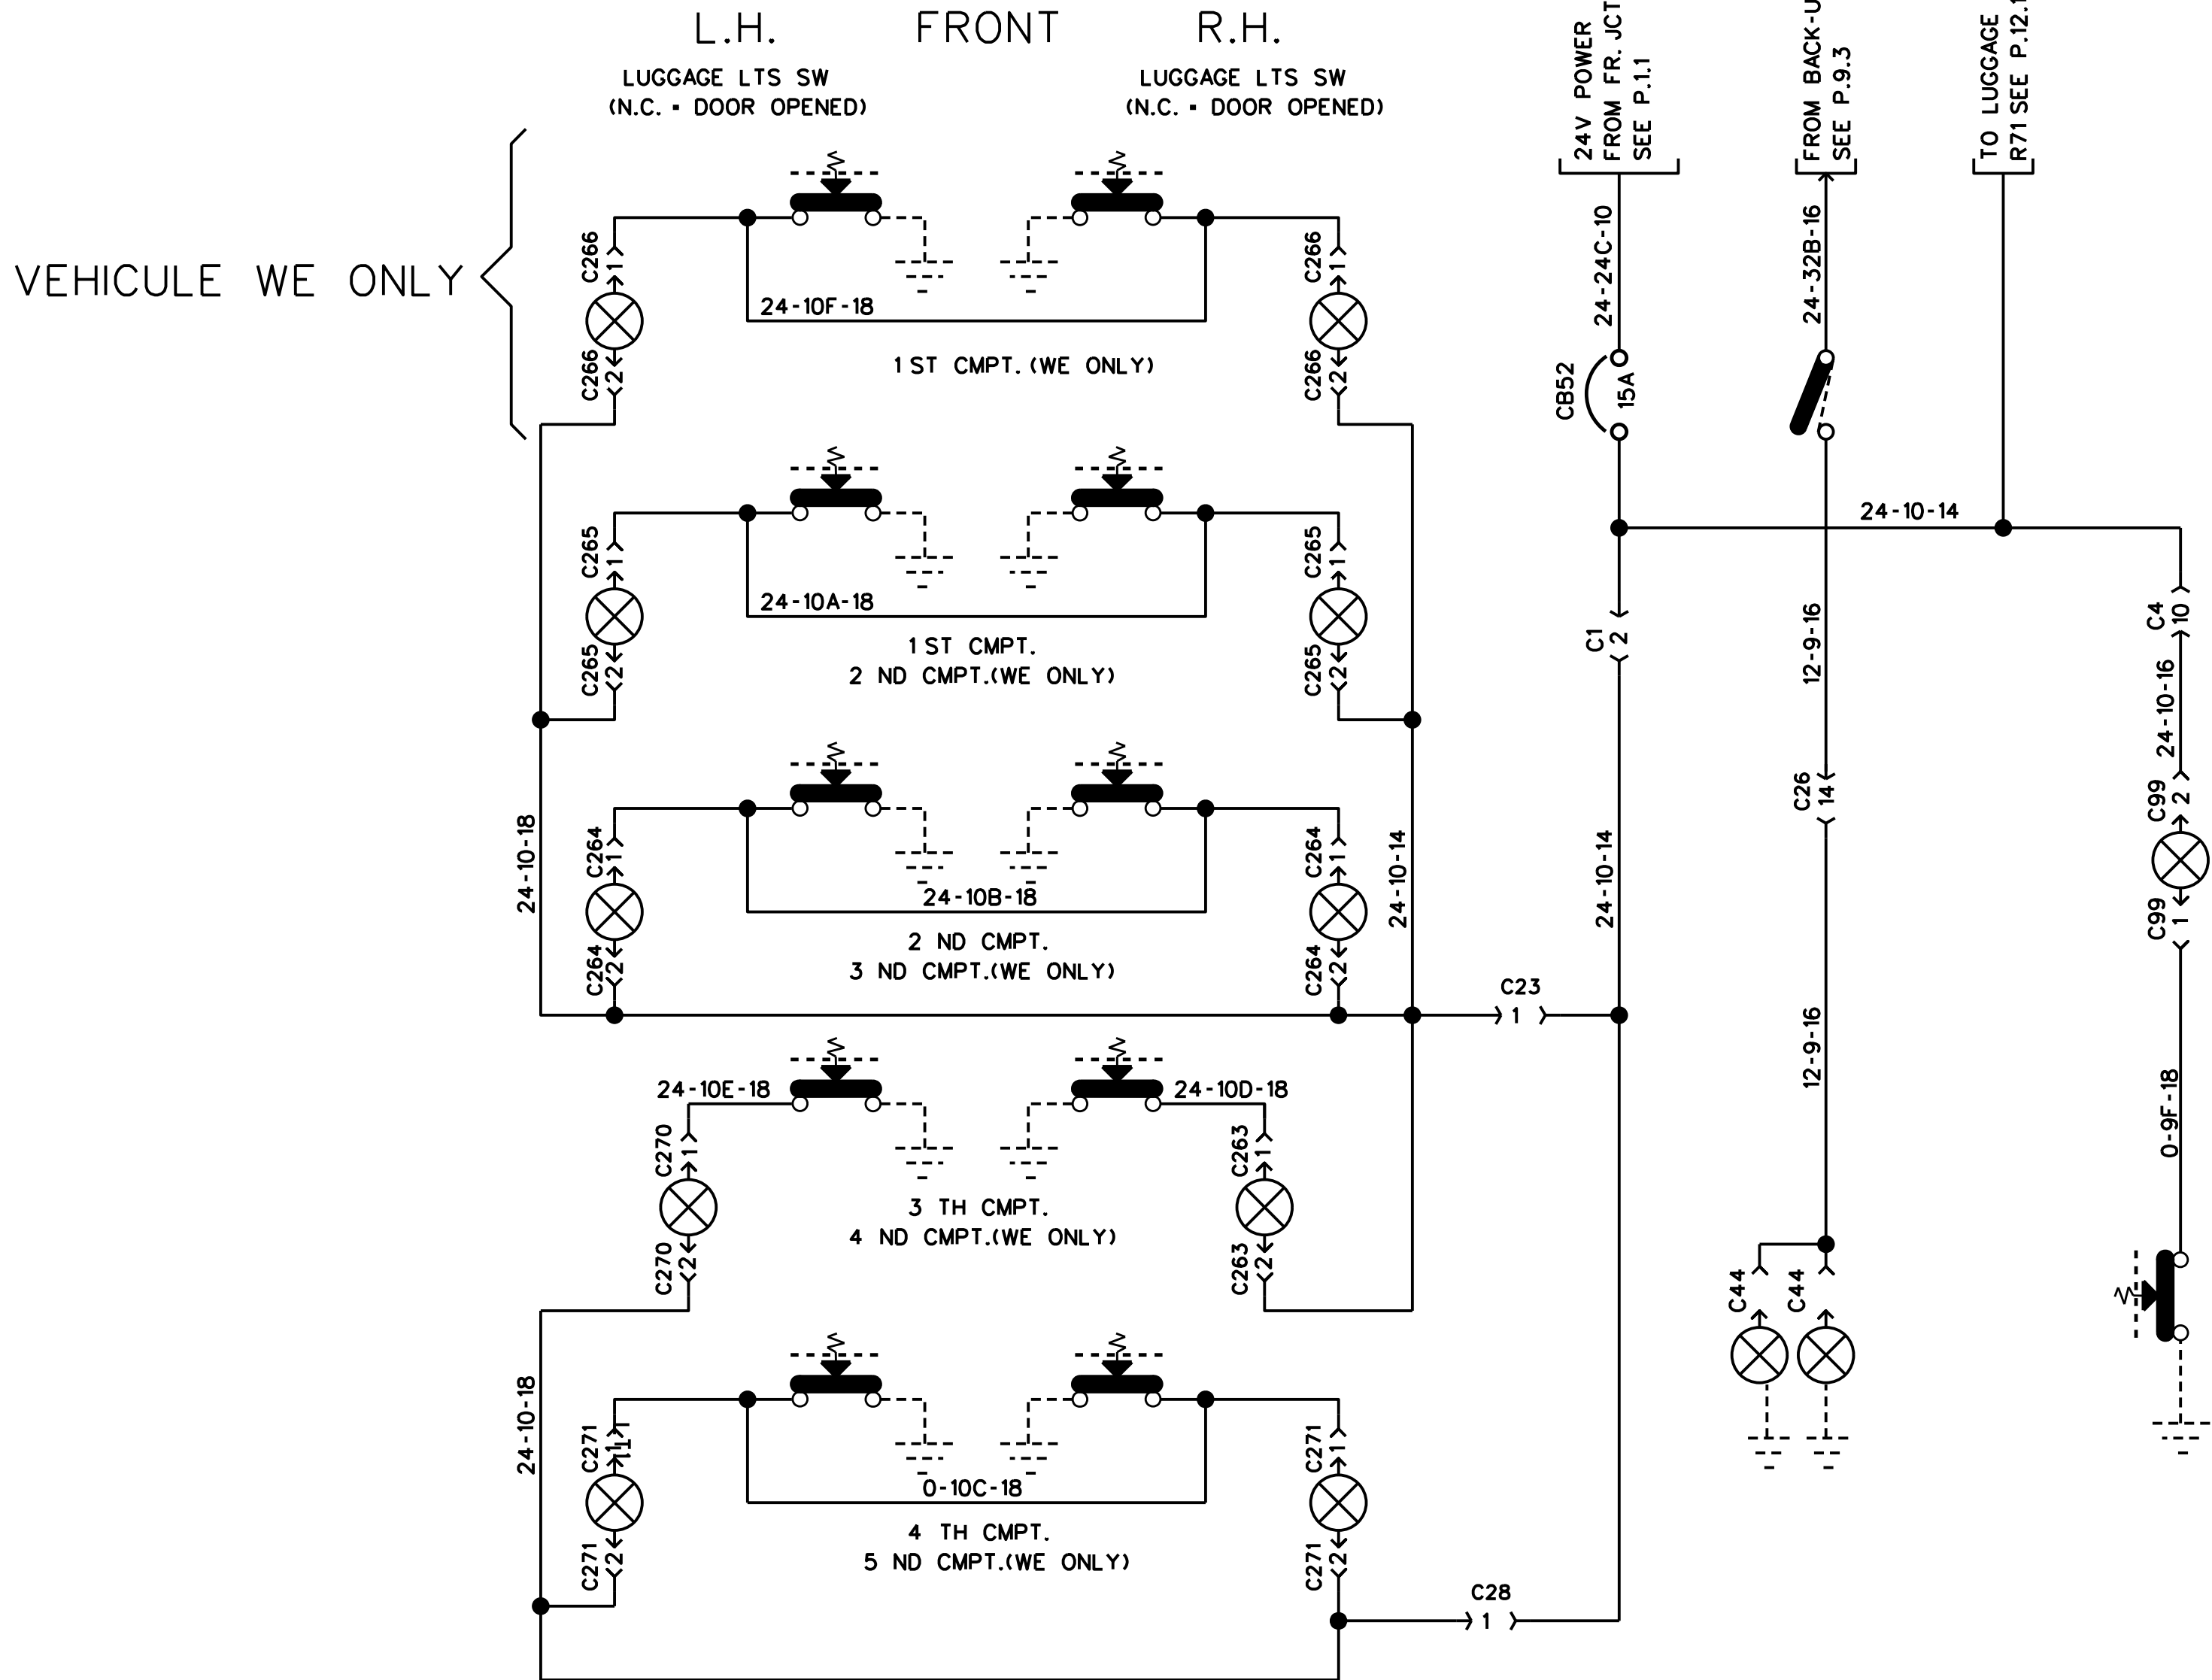 L.H. FRONT R.H.
LUGGAGE LTS SW
(N.C. - DOOR OPENED)
LUGGAGE LTS SW
(N.C. - DOOR OPENED)
24V POWER
FROM FR. JCT
SEE P.1.1
FROM BACK-U
SEE P.9.3
TO LUGGAGE
R71 SEE P.12.1
VEHICULE WE ONLY
C266
1
C266
2
24-10F-18
1 ST CMPT. (WE ONLY)
C266
1
C266
2
24-24C-10
CB52
15A
24-32B-16
24-10-14
C265
1
C265
2
24-10A-18
1 ST CMPT.
2 ND CMPT.(WE ONLY)
C265
1
C265
2
C1
2
12-9-16
C4
10
24-10-16
24-10-18
C264
1
C264
2
24-10B-18
2 ND CMPT.
3 ND CMPT.(WE ONLY)
C264
1
C264
2
24-10-14
24-10-14
C26
14
C99
2
C99
1
C23
1
24-10E-18
24-10D-18
C270
1
C270
2
3 TH CMPT.
4 ND CMPT.(WE ONLY)
C263
1
C263
2
12-9-16
0-9F-18
C44
C44
24-10-18
C271
1
C271
2
0-10C-18
4 TH CMPT.
5 ND CMPT.(WE ONLY)
C271
1
C271
2
C28
1